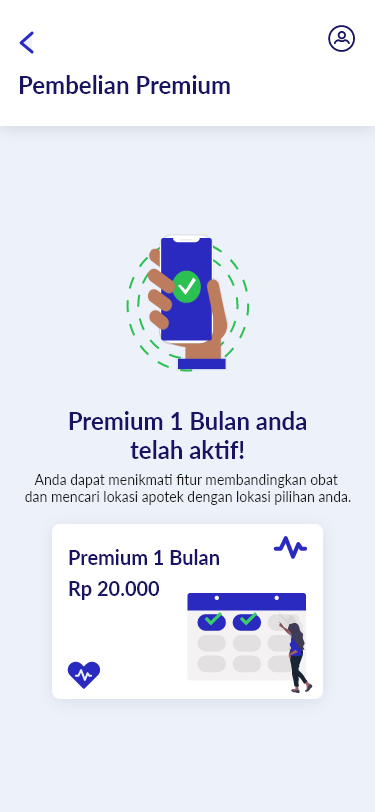 Pembelian Premium
Premium 1 Bulan anda
telah aktif!
Anda dapat menikmati fitur membandingkan obat
dan mencari lokasi apotek dengan lokasi pilihan anda.
Premium 1 Bulan
Rp 20.000